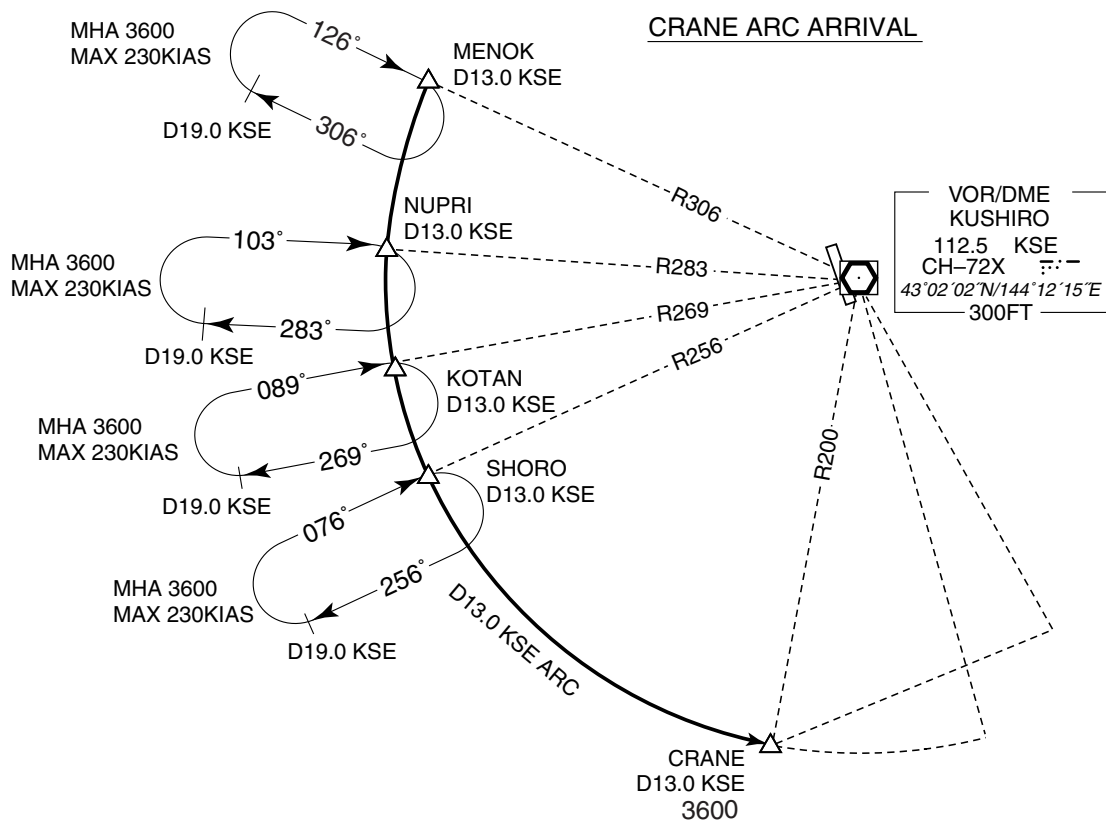 CRANE ARC ARRIVAL
MHA 3600
MAX 230KIAS
126°
MENOK
D13.0 KSE
D19.0 KSE
306°
R306
VOR/DME
KUSHIRO
112.5 KSE
CH–72X
43°02´02˝N/144°12´15˝E
300FT
NUPRI
D13.0 KSE
103°
MHA 3600
MAX 230KIAS
R283
283°
D19.0 KSE
R269
R256
KOTAN
D13.0 KSE
089°
MHA 3600
MAX 230KIAS
269°
D19.0 KSE
SHORO
D13.0 KSE
R200
076°
MHA 3600
MAX 230KIAS
256°
D19.0 KSE
D13.0 KSE ARC
CRANE
D13.0 KSE
3600